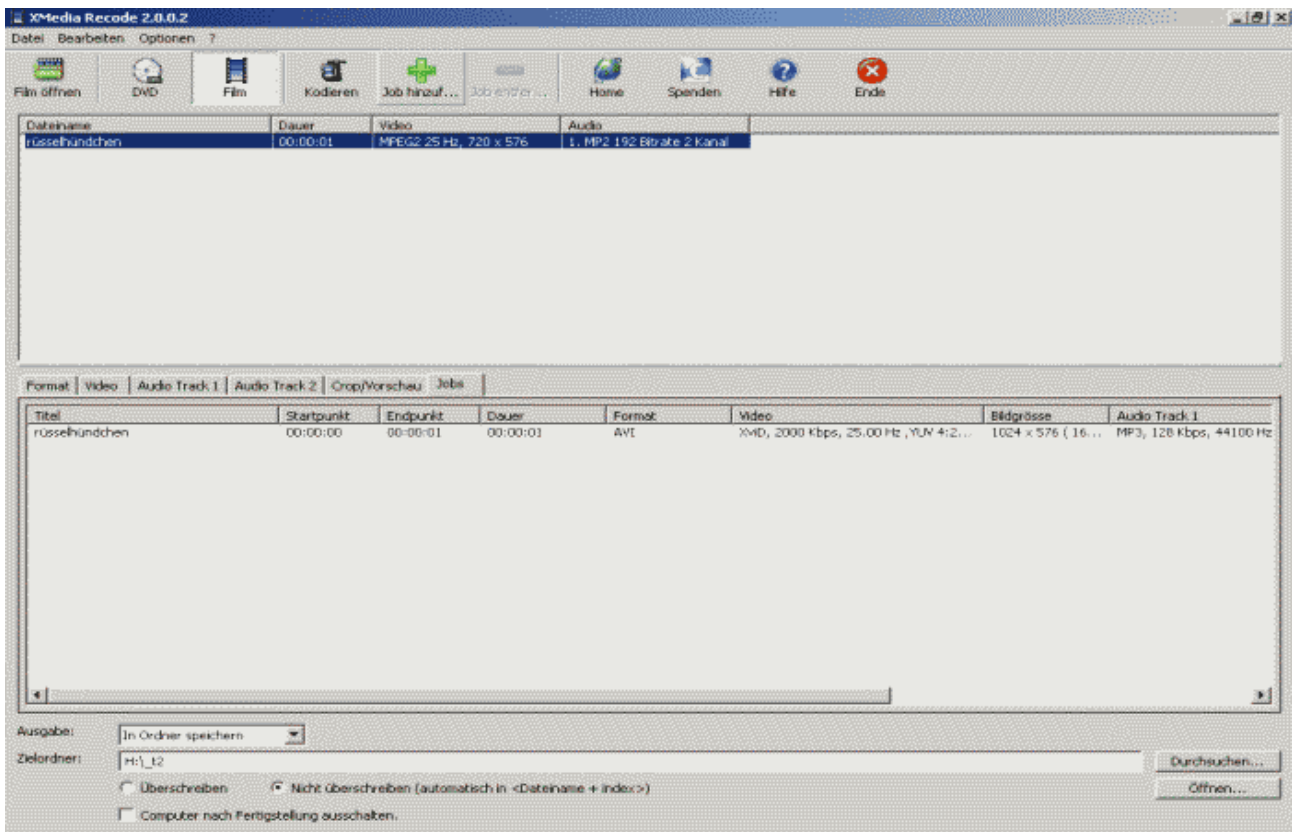 XMedia Recode 2.0.0.2
Datei Bearbeiten Optionen ?
Film öffnen DVD Film Kodieren Job hinzuf... Job entfer... Home Spenden Hilfe Ende
Dateiname Dauer Video Audio
rüsselhündchen 00:00:01 MPEG2 25 Hz, 720 x 576 1. MP2 192 Bitrate 2 Kanal
Format Video Audio Track 1 Audio Track 2 Crop/Vorschau Jobs
Titel Startpunkt Endpunkt Dauer Format Video Bildgrösse Audio Track 1
rüsselhündchen 00:00:00 00:00:01 00:00:01 AVI XviD, 2000 Kbps, 25.00 Hz ,YUV 4:2... 1024 x 576 ( 16... MP3, 128 Kbps, 44100 Hz
Ausgabe: In Ordner speichern
Zielordner: H:\_t2 Durchsuchen...
Überschreiben Nicht überschreiben (automatisch in <Dateiname + index>) Öffnen...
Computer nach Fertigstellung ausschalten.